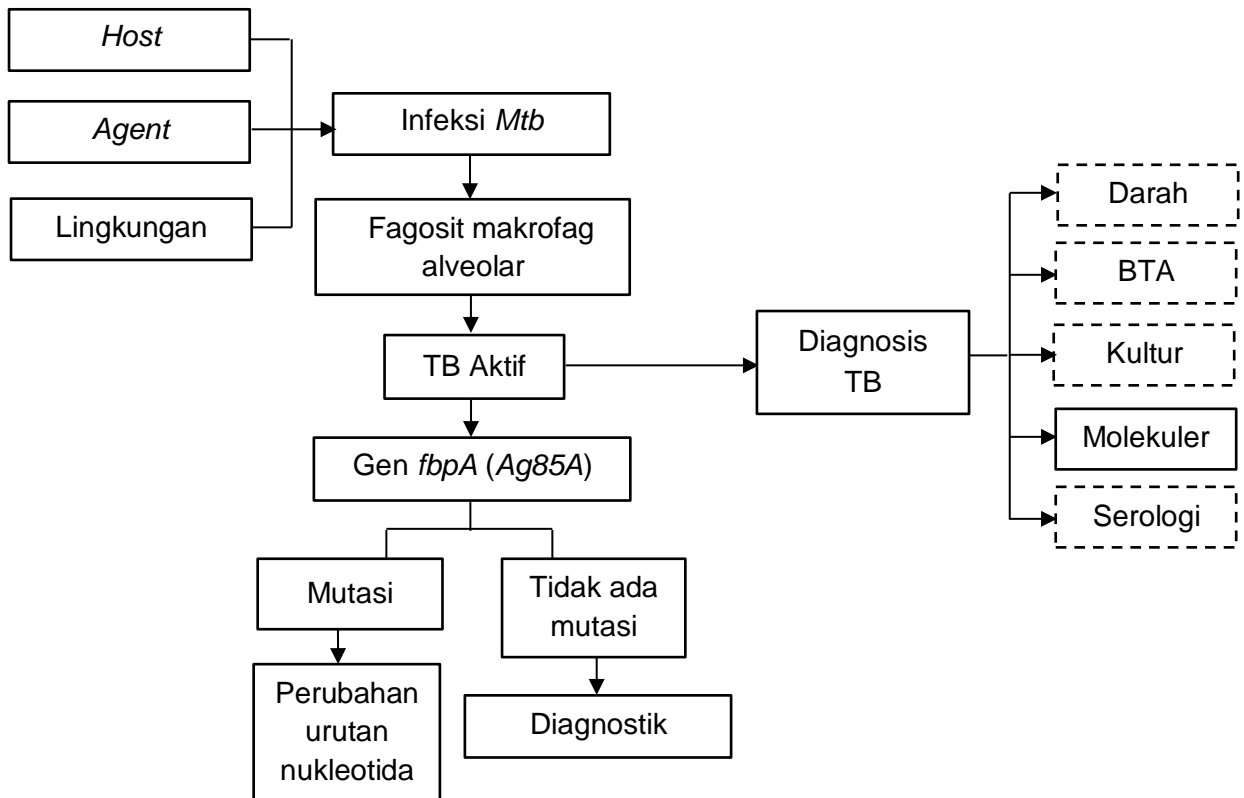 Host
Agent
Lingkungan
Infeksi Mtb
Fagosit makrofag
alveolar
TB Aktif
Diagnosis
TB
Darah
BTA
Kultur
Molekuler
Serologi
Gen fbpA (Ag85A)
Mutasi
Tidak ada
mutasi
Perubahan
urutan
nukleotida
Diagnostik